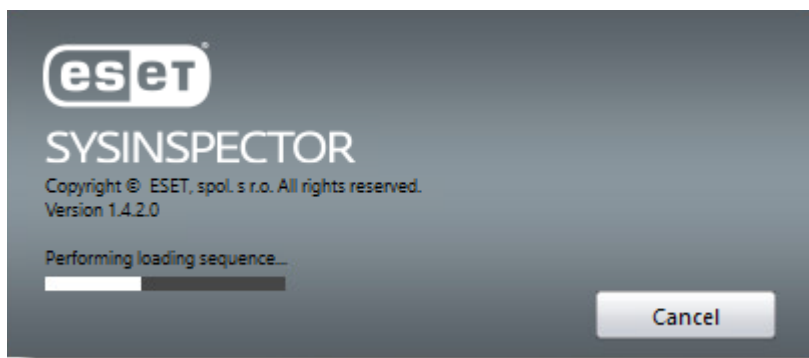 eset®
SYSINSPECTOR
Copyright © ESET, spol. s r.o. All rights reserved.
Version 1.4.2.0
Performing loading sequence...
Cancel